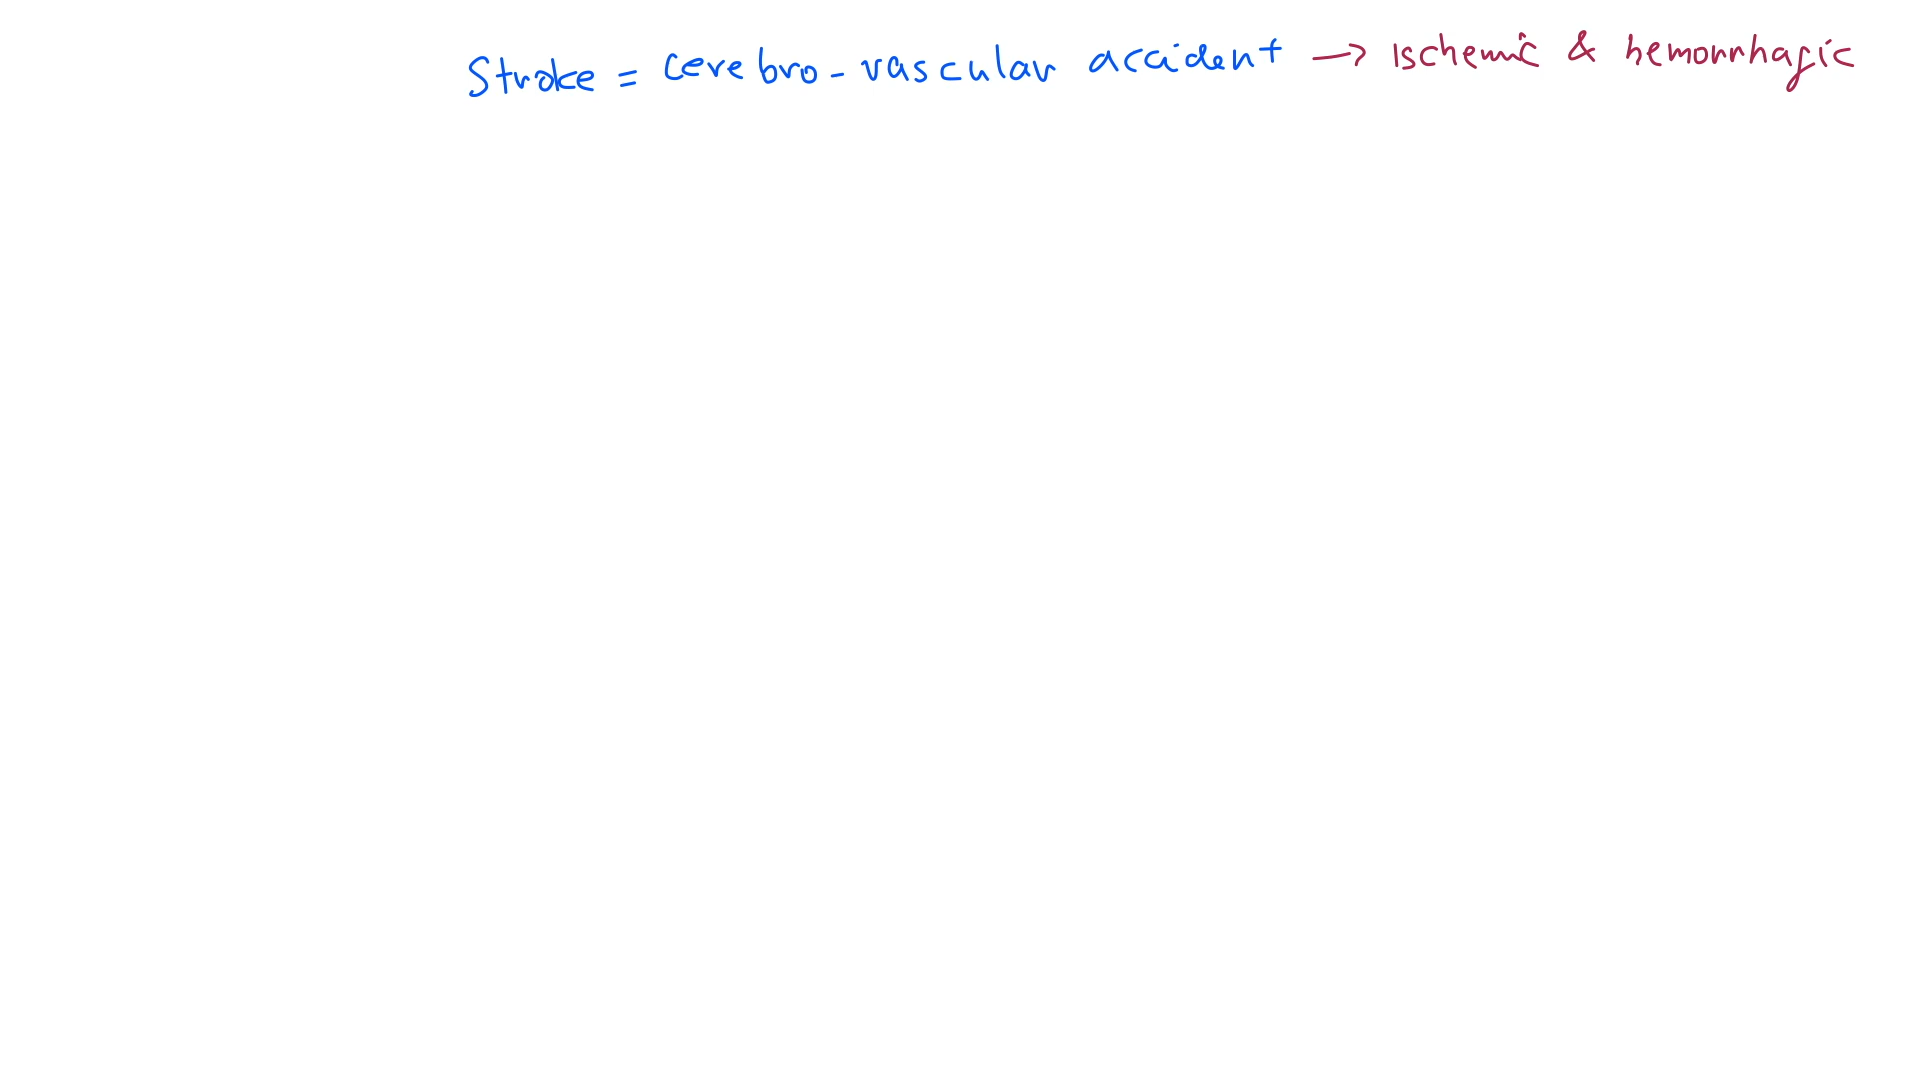 Stroke = cerebro-vascular accident → ischemic & hemorrhagic